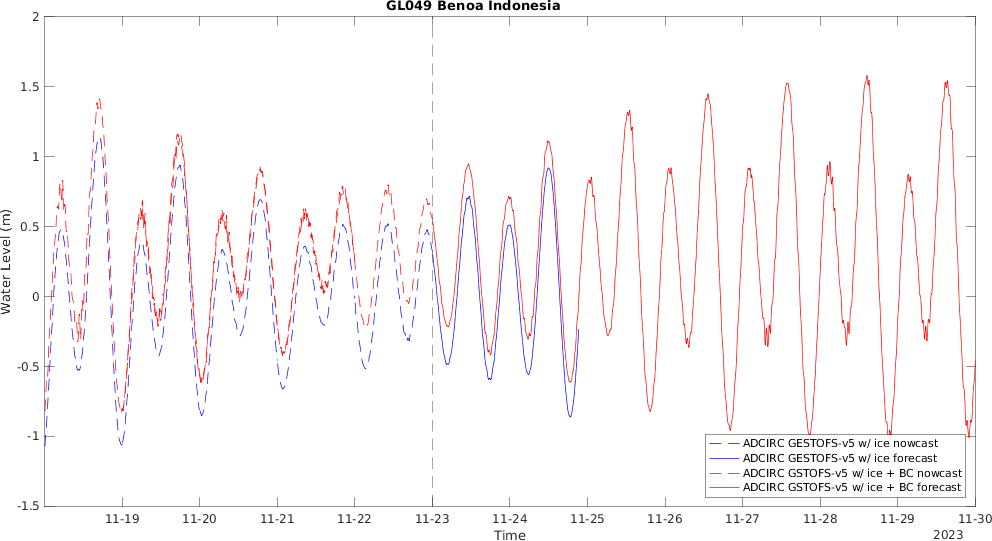 GL049 Benoa Indonesia
2
1.5
1
0.5
0
-0.5
-1
-1.5
Water Level (m)
ADCIRC GESTOFS-v5 w/ ice nowcast
ADCIRC GESTOFS-v5 w/ ice forecast
ADCIRC GSTOFS-v5 w/ ice + BC nowcast
ADCIRC GSTOFS-v5 w/ ice + BC forecast
11-19 11-20 11-21 11-22 11-23 11-24 11-25 11-26 11-27 11-28 11-29 11-30
Time
2023